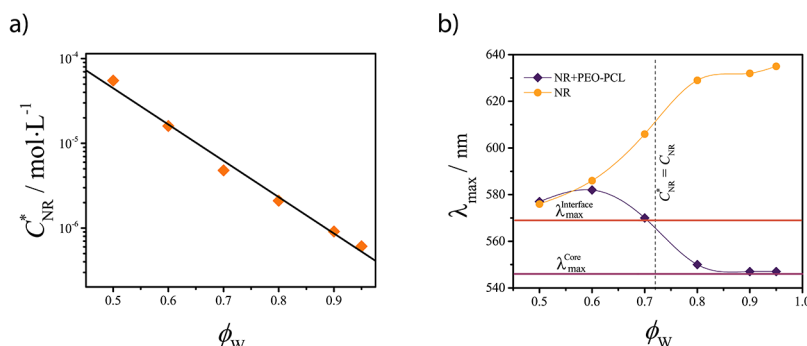 a)
10⁻⁴
10⁻⁵
10⁻⁶
C*NR / mol·L⁻¹
0.5 0.6 0.7 0.8 0.9
ϕW
b)
640
620
600
580
560
540
λmax / nm
NR+PEO-PCL
NR
C*NR = CNR
λmax Interface
λmax Core
0.5 0.6 0.7 0.8 0.9 1.0
ϕW